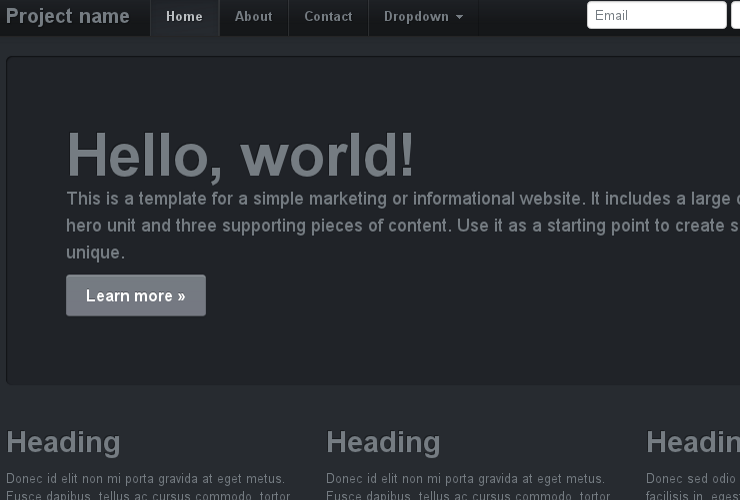 Project name Home About Contact Dropdown Email
Hello, world!
This is a template for a simple marketing or informational website. It includes a large
hero unit and three supporting pieces of content. Use it as a starting point to create
unique.
Learn more »
Heading Heading
Donec id elit non mi porta gravida at eget metus. Donec id elit non mi porta gravida at eget metus. Donec sed odio
Fusce dapibus, tellus ac cursus commodo, tortor Fusce dapibus, tellus ac cursus commodo, tortor facilisis in,